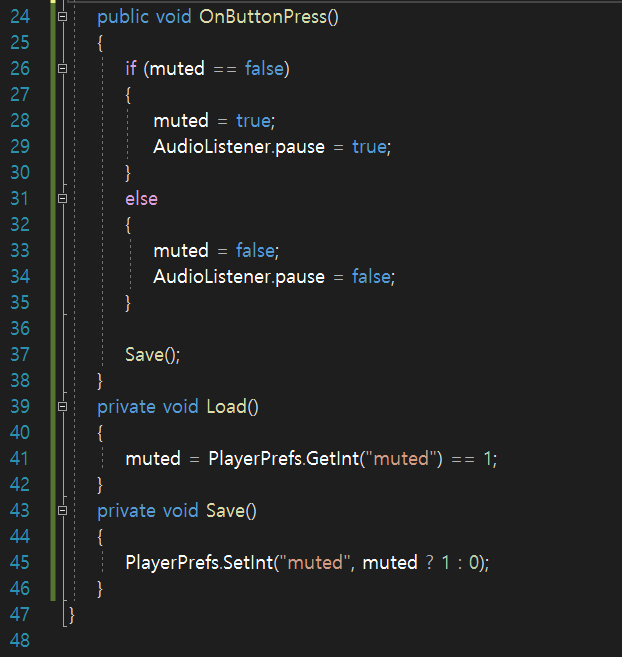 24 public void OnButtonPress()
25 {
26 if (muted == false)
27 {
28 muted = true;
29 AudioListener.pause = true;
30 }
31 else
32 {
33 muted = false;
34 AudioListener.pause = false;
35 }
36
37 Save();
38 }
39 private void Load()
40 {
41 muted = PlayerPrefs.GetInt("muted") == 1;
42 }
43 private void Save()
44 {
45 PlayerPrefs.SetInt("muted", muted ? 1 : 0);
46 }
47 }
48